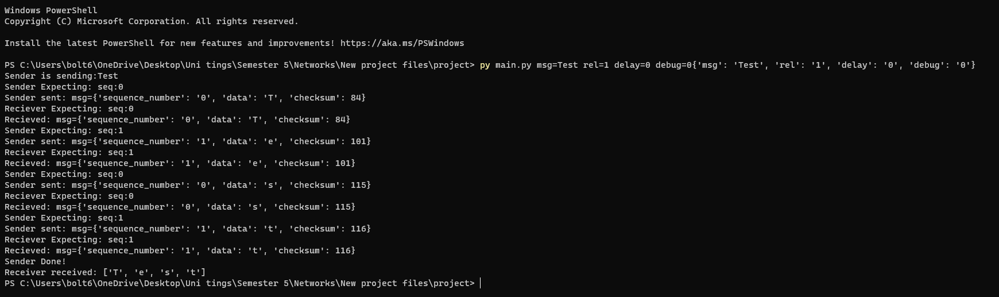 Windows PowerShell
Copyright (C) Microsoft Corporation. All rights reserved.
Install the latest PowerShell for new features and improvements! https://aka.ms/PSWindows
PS C:\Users\bolt6\OneDrive\Desktop\Uni tings\Semester 5\Networks\New project files\project> py main.py msg=Test rel=1 delay=0 debug=0{'msg': 'Test', 'rel': '1', 'delay': '0', 'debug': '0'}
Sender is sending:Test
Sender Expecting: seq:0
Sender sent: msg={'sequence_number': '0', 'data': 'T', 'checksum': 84}
Reciever Expecting: seq:0
Recieved: msg={'sequence_number': '0', 'data': 'T', 'checksum': 84}
Sender Expecting: seq:1
Sender sent: msg={'sequence_number': '1', 'data': 'e', 'checksum': 101}
Reciever Expecting: seq:1
Recieved: msg={'sequence_number': '1', 'data': 'e', 'checksum': 101}
Sender Expecting: seq:0
Sender sent: msg={'sequence_number': '0', 'data': 's', 'checksum': 115}
Reciever Expecting: seq:0
Recieved: msg={'sequence_number': '0', 'data': 's', 'checksum': 115}
Sender Expecting: seq:1
Sender sent: msg={'sequence_number': '1', 'data': 't', 'checksum': 116}
Reciever Expecting: seq:1
Recieved: msg={'sequence_number': '1', 'data': 't', 'checksum': 116}
Sender Done!
Receiver received: ['T', 'e', 's', 't']
PS C:\Users\bolt6\OneDrive\Desktop\Uni tings\Semester 5\Networks\New project files\project>